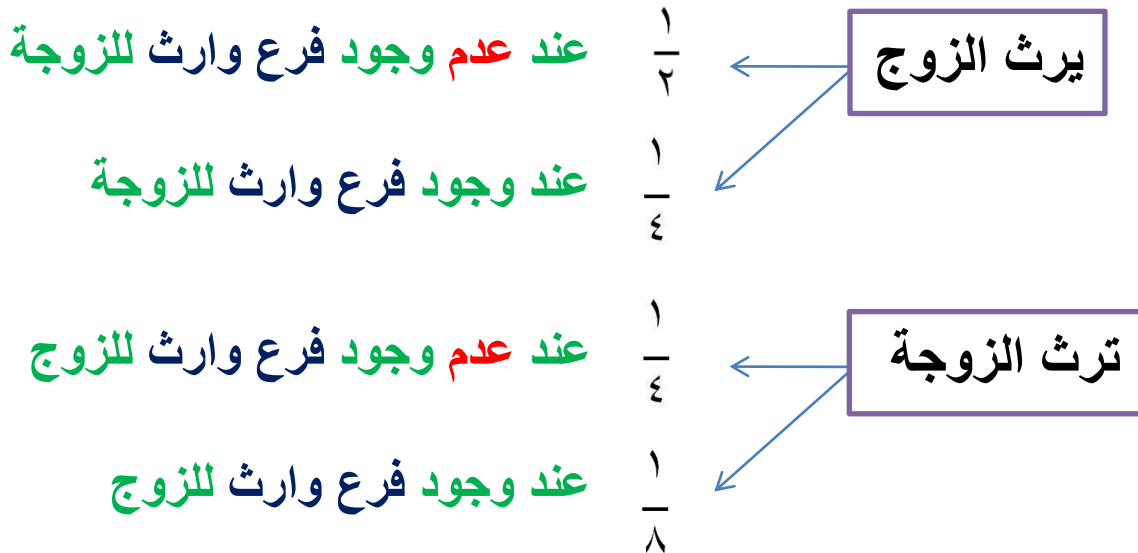 يرث الزوج
١/٢ عند عدم وجود فرع وارث للزوجة
١/٤ عند وجود فرع وارث للزوجة
ترث الزوجة
١/٤ عند عدم وجود فرع وارث للزوج
١/٨ عند وجود فرع وارث للزوج